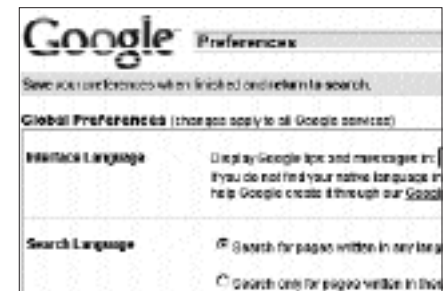 Google Preferences
Save your preferences when finished and return to search.
Global Preferences (changes apply to all Google services)
Interface Language Display Google tips and messages in:
If you do not find your native language in
help Google create it through our Googl
Search Language Search for pages written in any lang
Search only for pages written in thes